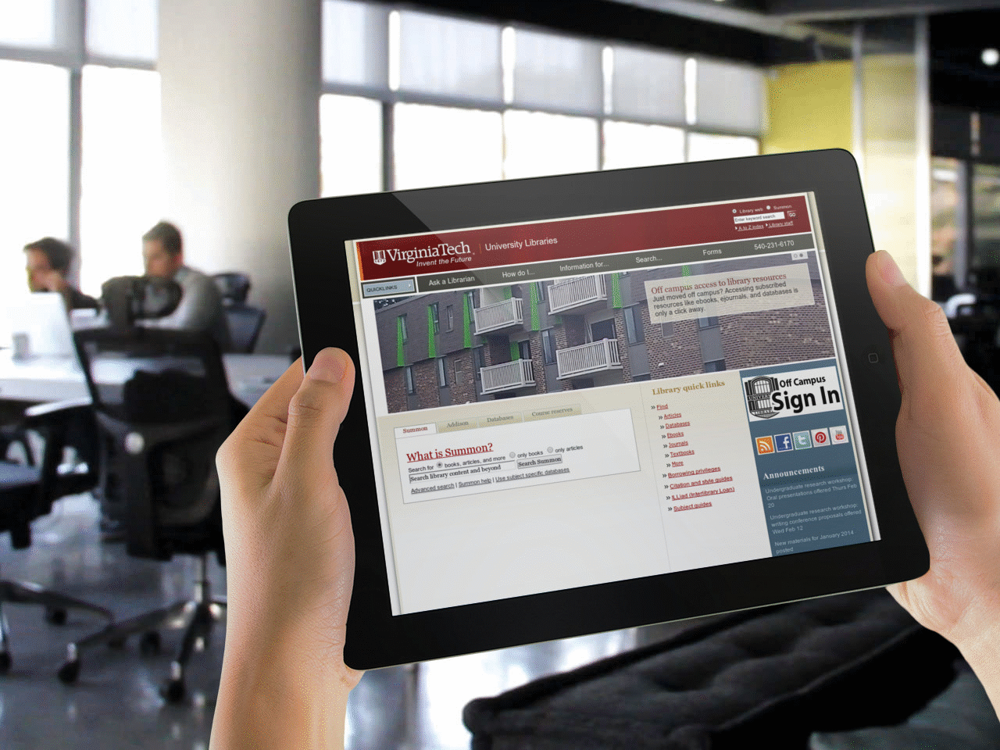 Library web Summon
Enter keyword search GO
A to Z index Library staff
VirginiaTech
Invent the Future
University Libraries
QUICKLINKS
Ask a Librarian How do I... Information for... Search... Forms 540-231-6170
Off campus access to library resources
Just moved off campus? Accessing subscribed
resources like ebooks, ejournals, and databases is
only a click away.
Summon Addison Databases Course reserves
What is Summon?
Search for books, articles, and more only books only articles
Search library content and beyond Search Summon
Advanced search | Summon help | Use subject specific databases
Library quick links
» Find
» Articles
» Databases
» Ebooks
» Journals
» Textbooks
» More
» Borrowing privileges
» Citation and style guides
» ILLiad (Interlibrary Loan)
» Subject guides
Off Campus
Sign In
You Tube
Announcements
Undergraduate research workshop:
Oral presentations offered Thurs Feb
20
Undergraduate research workshop:
writing conference proposals offered
Wed Feb 12
New materials for January 2014
posted